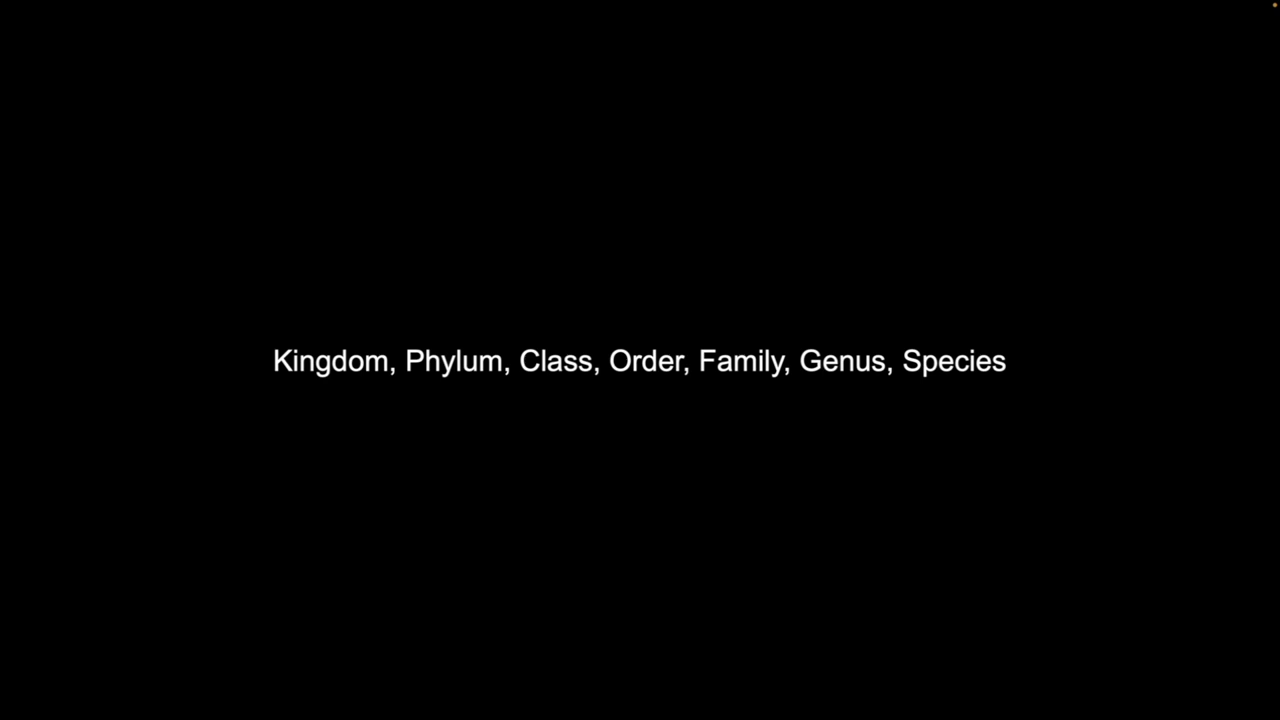 Kingdom, Phylum, Class, Order, Family, Genus, Species